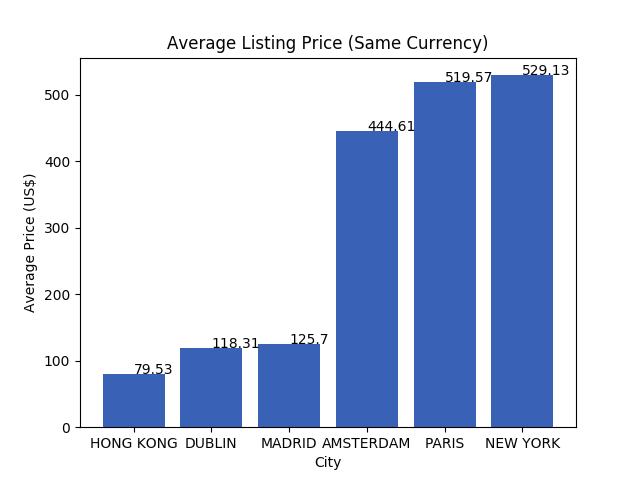 Average Listing Price (Same Currency)
Average Price (US$)
500
400
300
200
100
0
79.53
118.31
125.7
444.61
519.57
529.13
HONG KONG
DUBLIN
MADRID
AMSTERDAM
PARIS
NEW YORK
City